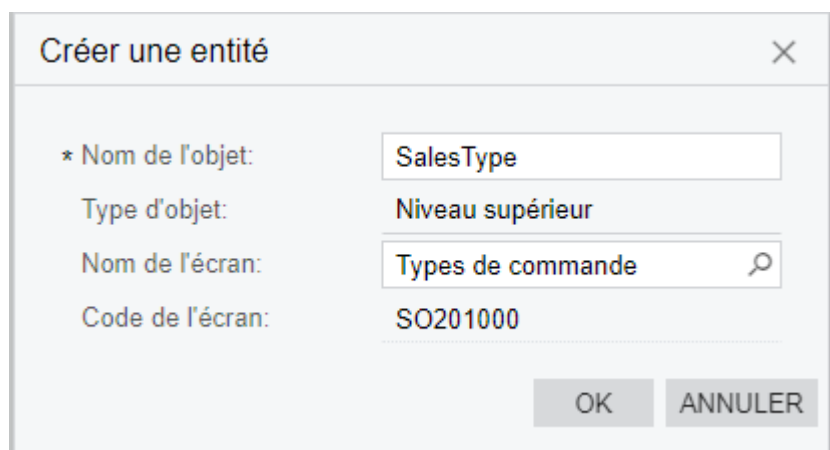 Créer une entité
* Nom de l'objet: SalesType
Type d'objet: Niveau supérieur
Nom de l'écran: Types de commande
Code de l'écran: SO201000
OK ANNULER